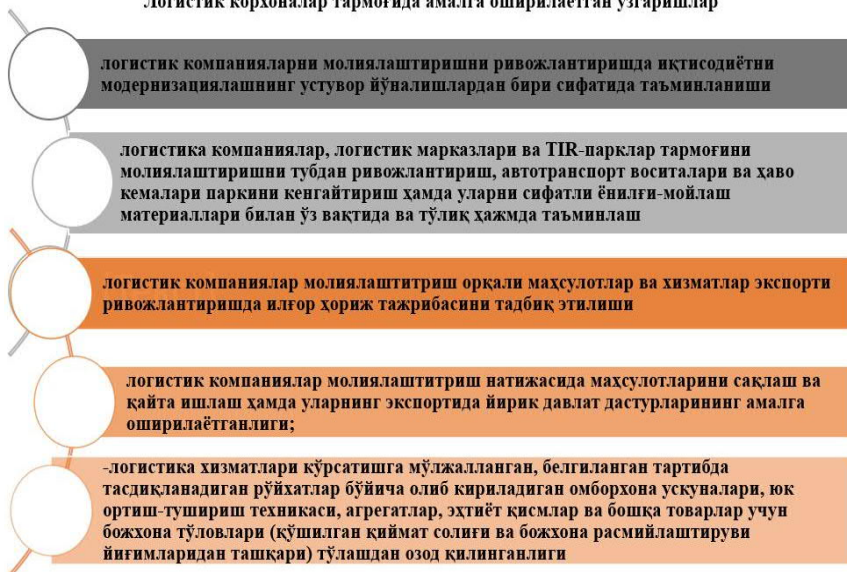 Логистик корхоналар тармоғида амалга оширилаётган ўзгаришлар
логистик компанияларни молиялаштиришни ривожлантиришда иқтисодиётни
модернизациялашнинг устувор йўналишлардан бири сифатида таъминланиши
логистика компаниялар, логистик марказлари ва TIR-парклар тармоғини
молиялаштиришни тубдан ривожлантириш, автотранспорт воситалари ва ҳаво
кемалари паркини кенгайтириш ҳамда уларни сифатли ёнилғи-мойлаш
материаллари билан ўз вақтида ва тўлиқ ҳажмда таъминлаш
логистик компаниялар молиялаштитриш орқали маҳсулотлар ва хизматлар экспорти
ривожлантиришда илғор ҳориж тажрибасини тадбиқ этилиши
логистик компаниялар молиялаштитриш натижасида маҳсулотларини сақлаш ва
қайта ишлаш ҳамда уларнинг экспортида йирик давлат дастурларининг амалга
оширилаётганлиги;
-логистика хизматлари кўрсатишга мўлжалланган, белгиланган тартибда
тасдиқланадиган рўйхатлар бўйича олиб кириладиган омборхона ускуналари, юк
ортиш-тушириш техникаси, агрегатлар, эҳтиёт қисмлар ва бошқа товарлар учун
божхона тўловлари (қўшилган қиймат солиғи ва божхона расмийлаштируви
йиғимларидан ташқари) тўлашдан озод қилинганлиги